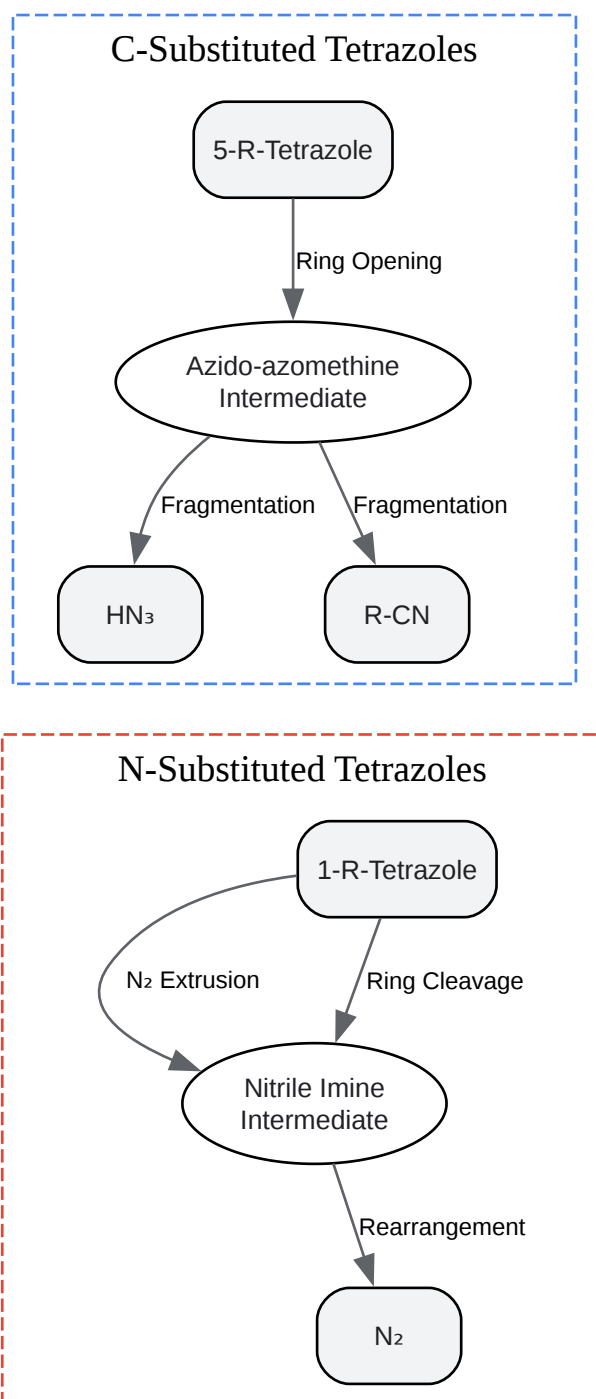 C-Substituted Tetrazoles
5-R-Tetrazole
Ring Opening
Azido-azomethine
Intermediate
Fragmentation
Fragmentation
HN₃
R-CN
N-Substituted Tetrazoles
1-R-Tetrazole
N₂ Extrusion
Ring Cleavage
Nitrile Imine
Intermediate
Rearrangement
N₂